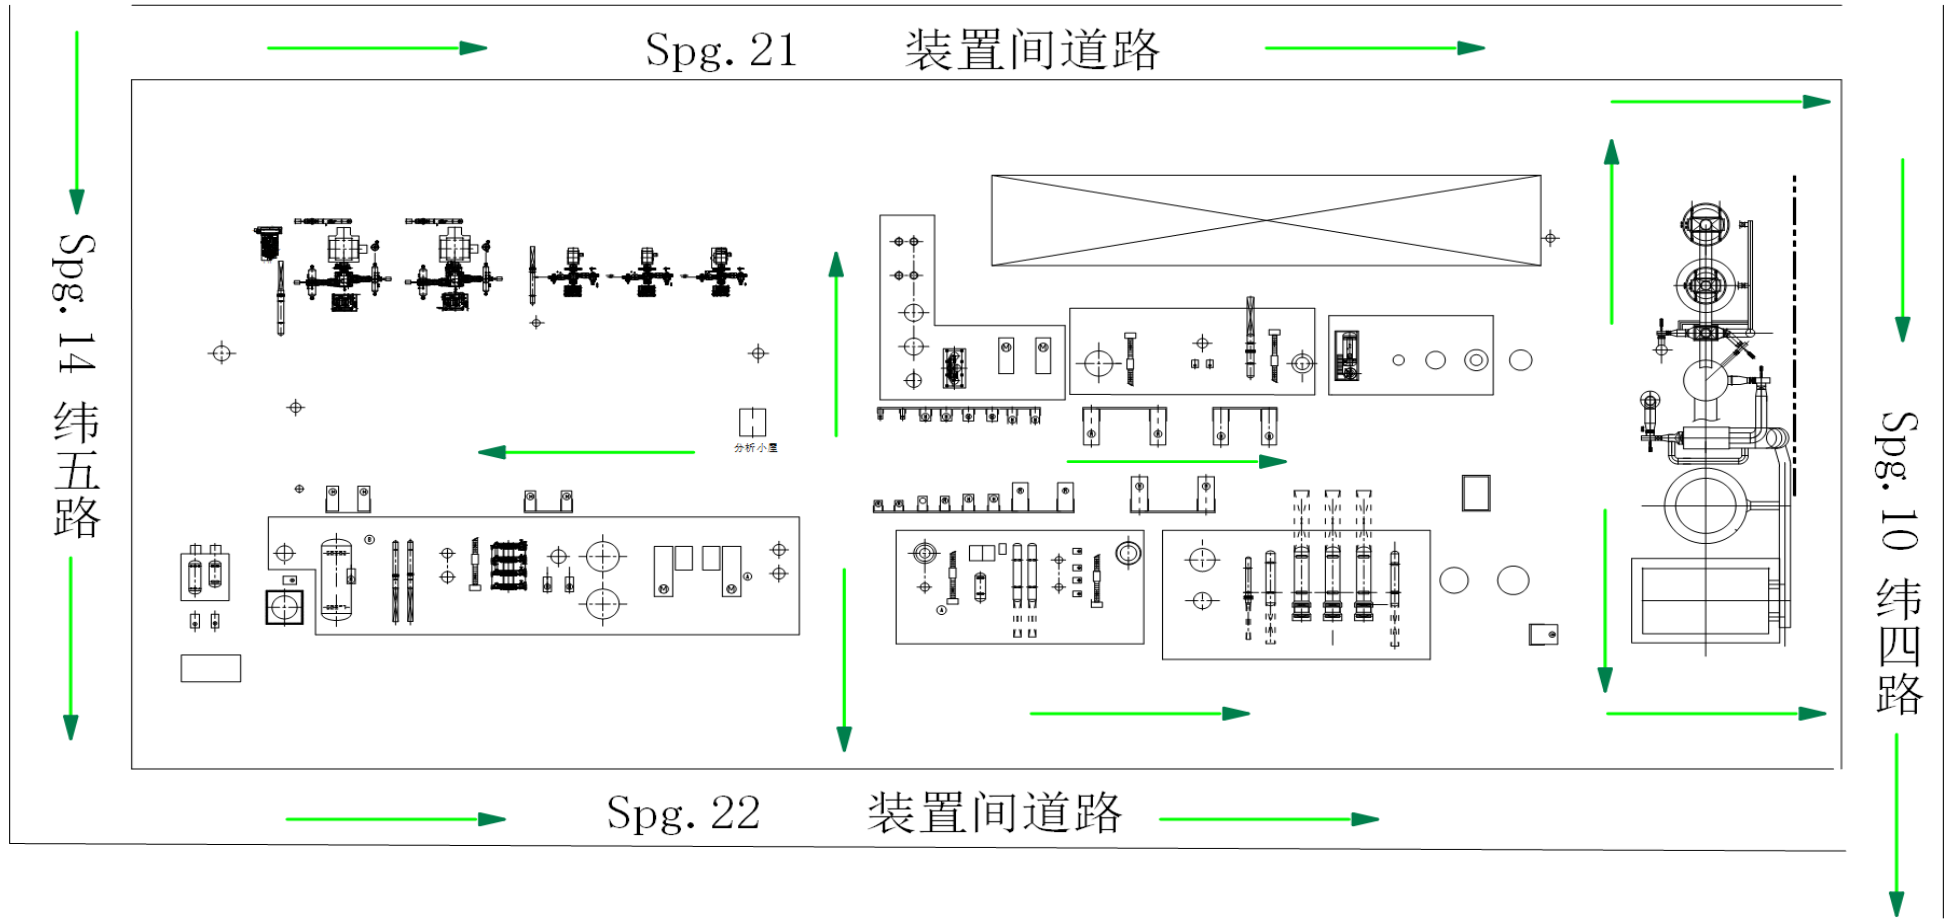 Spg. 21 装置间道路
Spg. 14 纬五路
分析小屋
Spg. 10 纬四路
Spg. 22 装置间道路